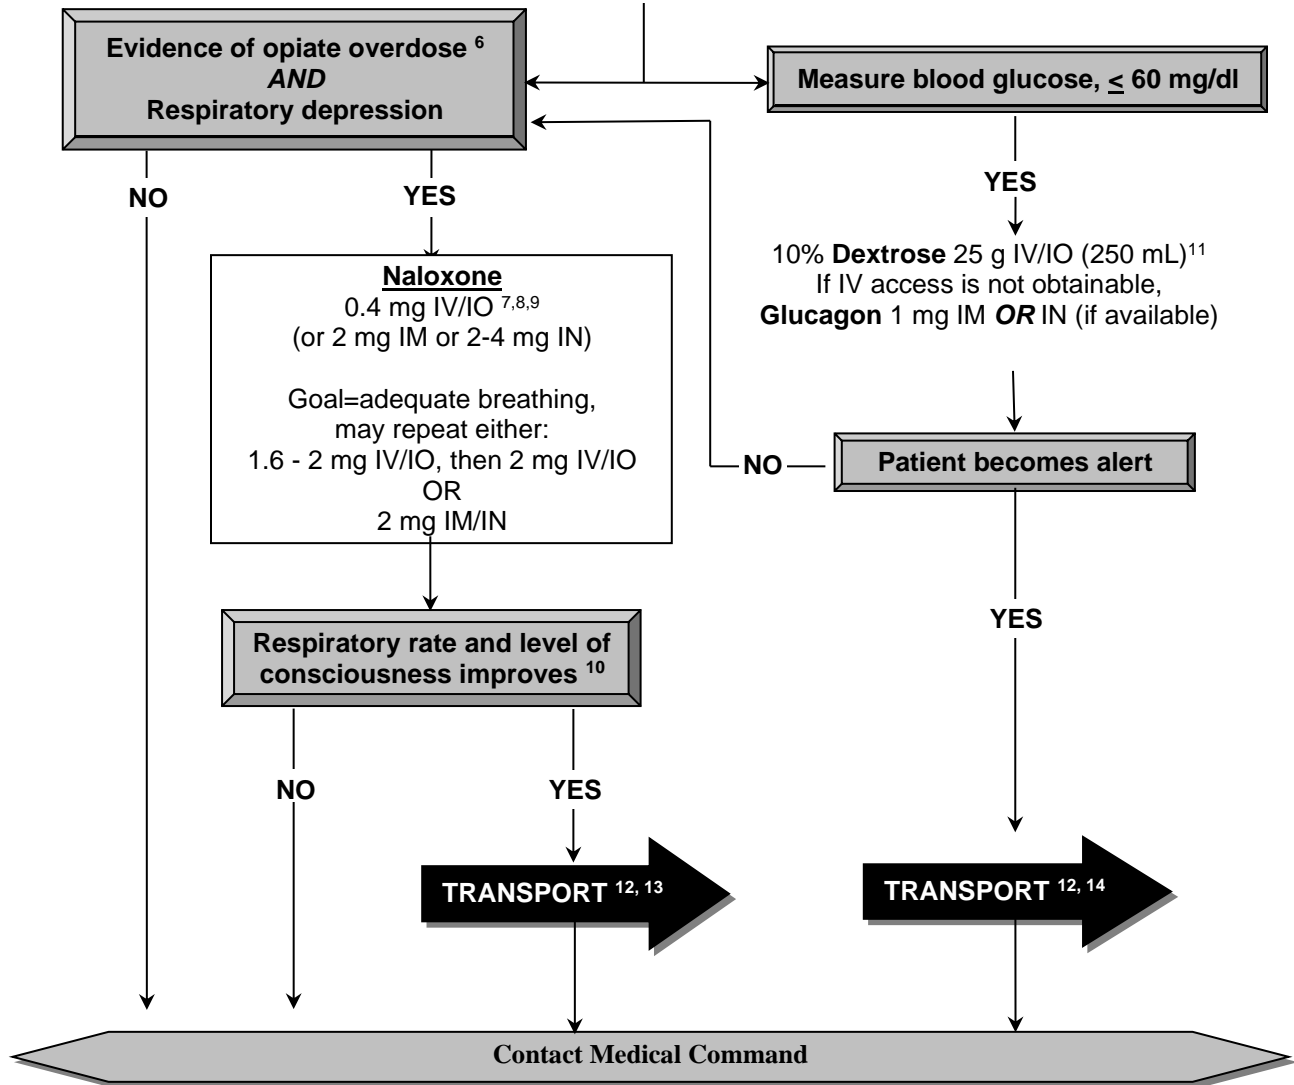 Evidence of opiate overdose 6
AND
Respiratory depression
Measure blood glucose, < 60 mg/dl
NO
YES
YES
Naloxone
0.4 mg IV/IO 7,8,9
(or 2 mg IM or 2-4 mg IN)
Goal=adequate breathing,
may repeat either:
1.6 - 2 mg IV/IO, then 2 mg IV/IO
OR
2 mg IM/IN
10% Dextrose 25 g IV/IO (250 mL)11
If IV access is not obtainable,
Glucagon 1 mg IM OR IN (if available)
NO
Patient becomes alert
Respiratory rate and level of
consciousness improves 10
YES
NO
YES
TRANSPORT 12, 13
TRANSPORT 12, 14
Contact Medical Command